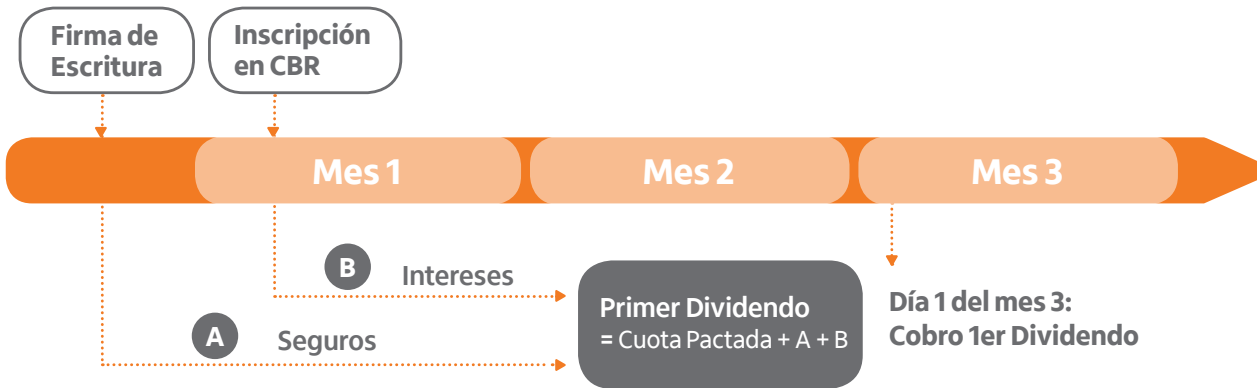 Firma de
Escritura
Inscripción
en CBR
Mes 1
Mes 2
Mes 3
B
Intereses
A
Seguros
Primer Dividendo
= Cuota Pactada + A + B
Día 1 del mes 3:
Cobro 1er Dividendo